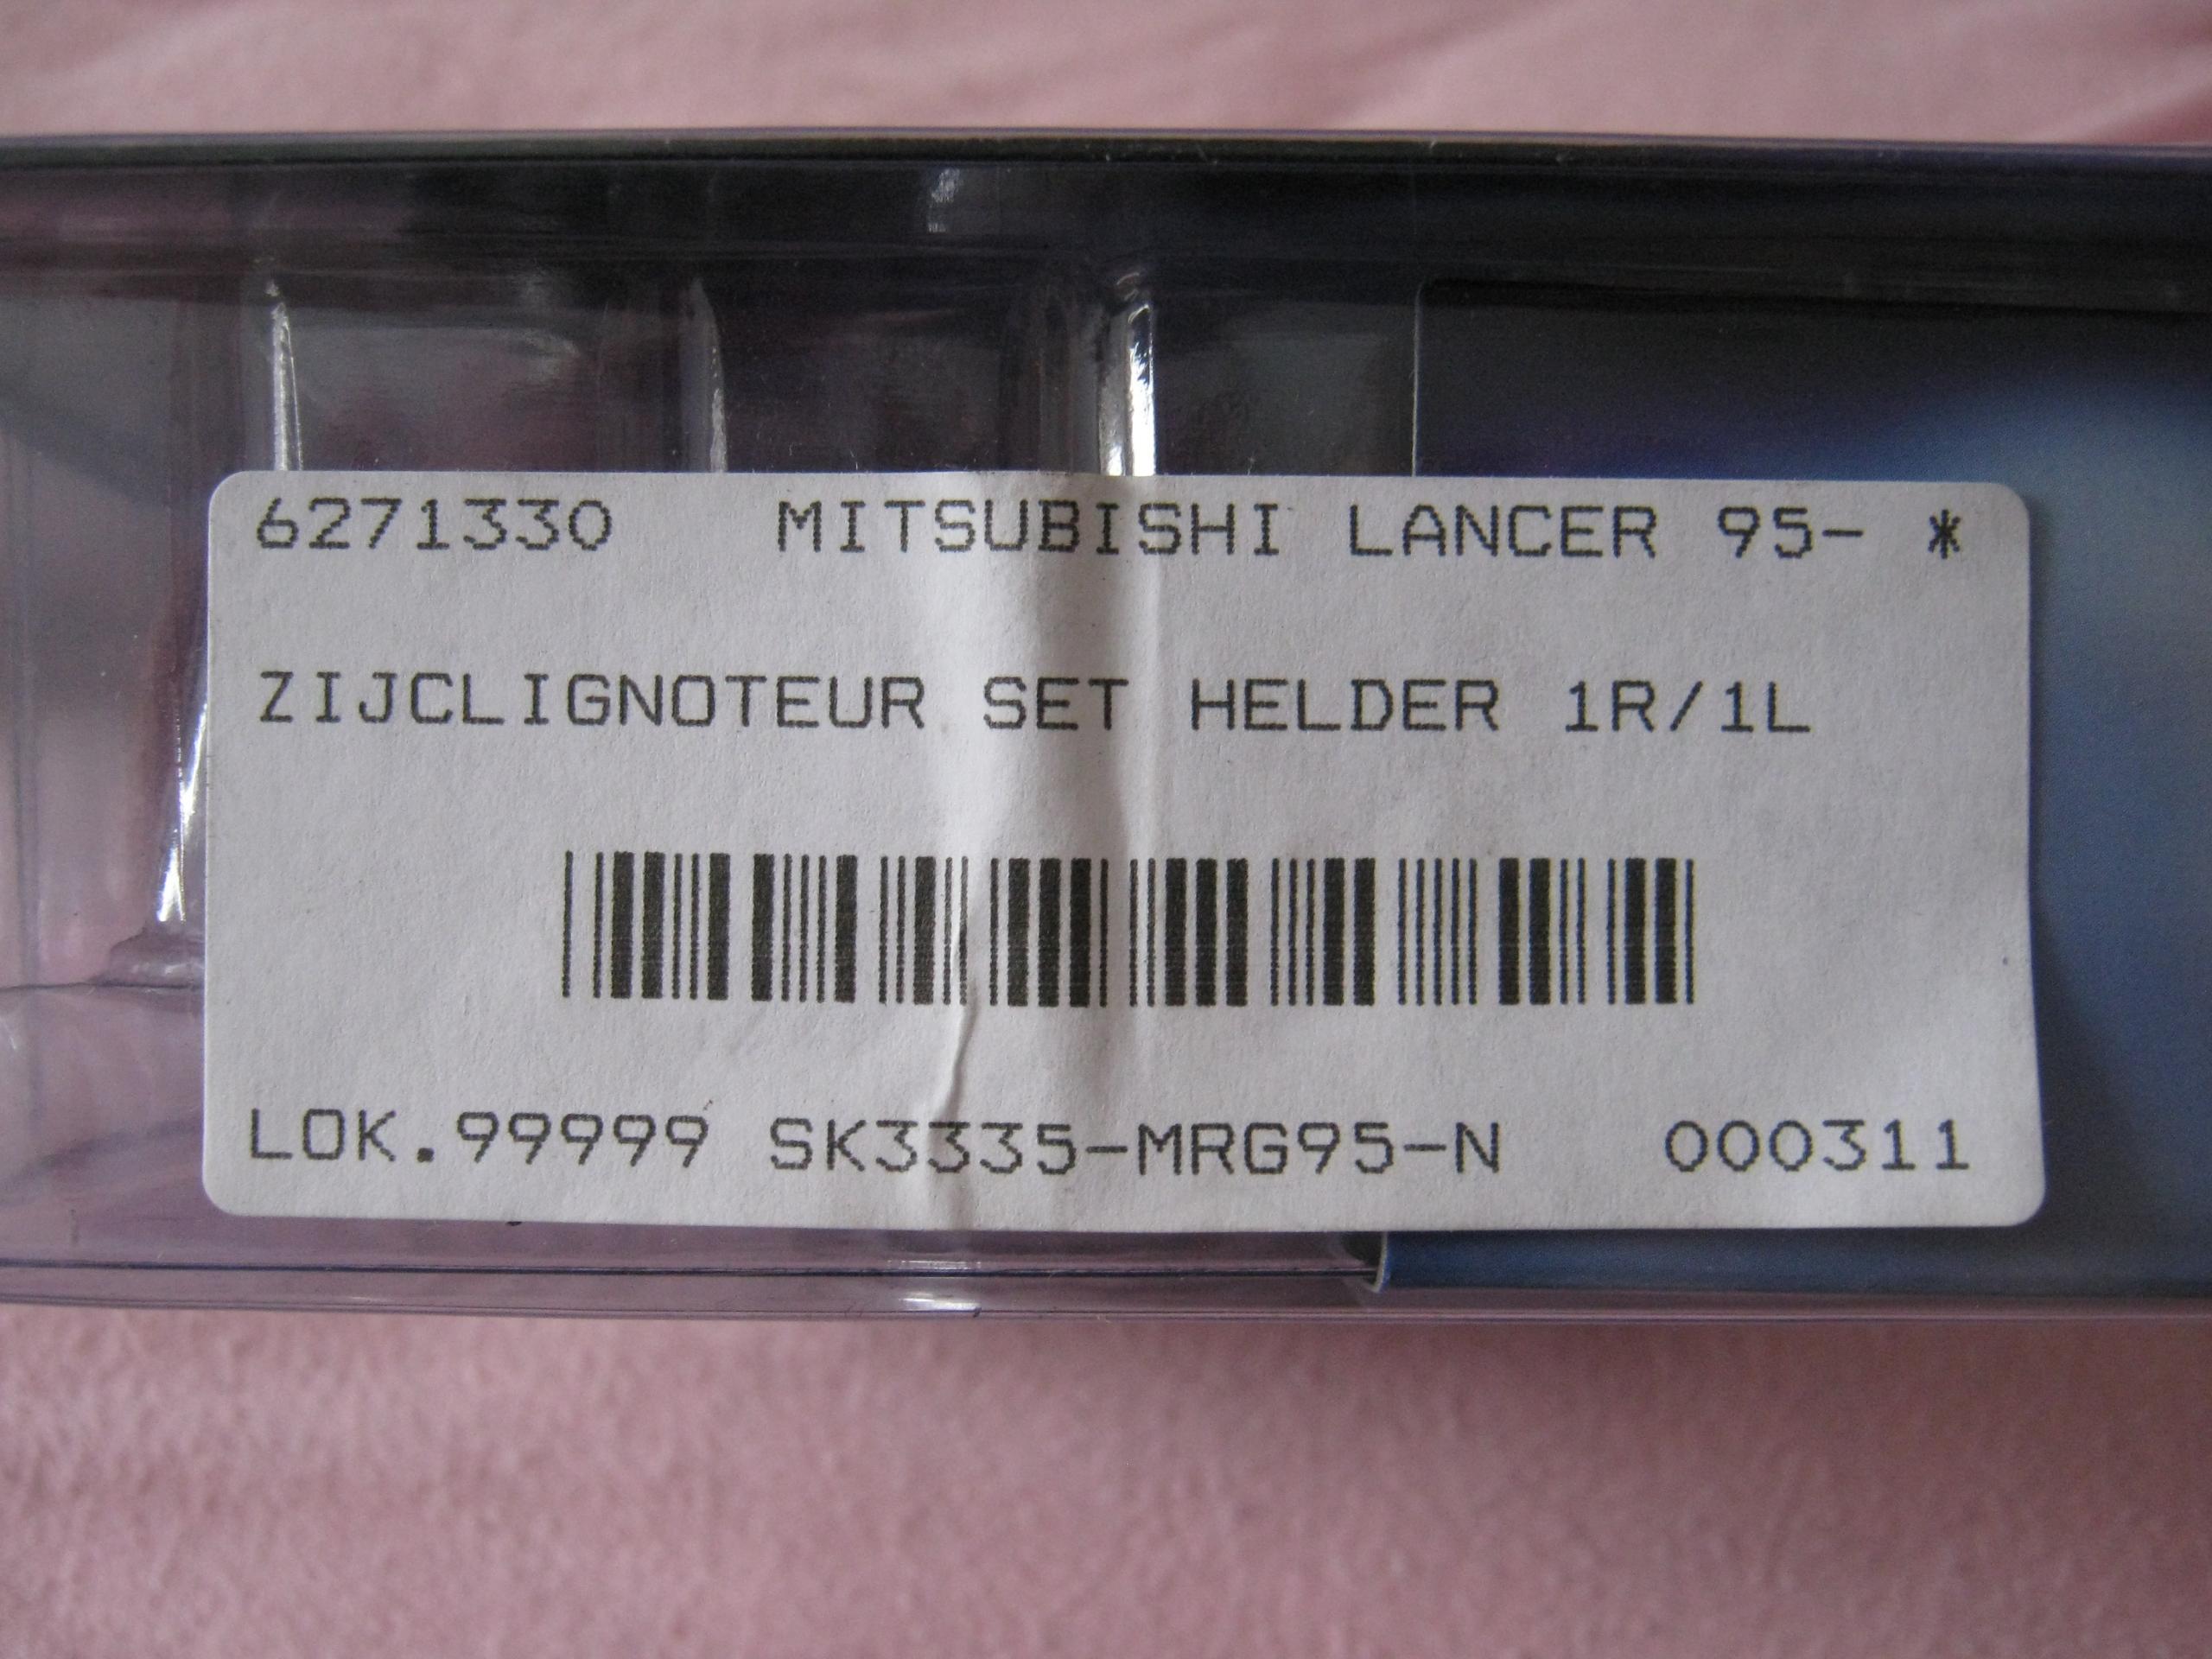 6271330 MITSUBISHI LANCER 95- *
ZIJCLIGNOTEUR SET HELDER 1R/1L
LOK.99999 SK3335-MRG95-N 000311